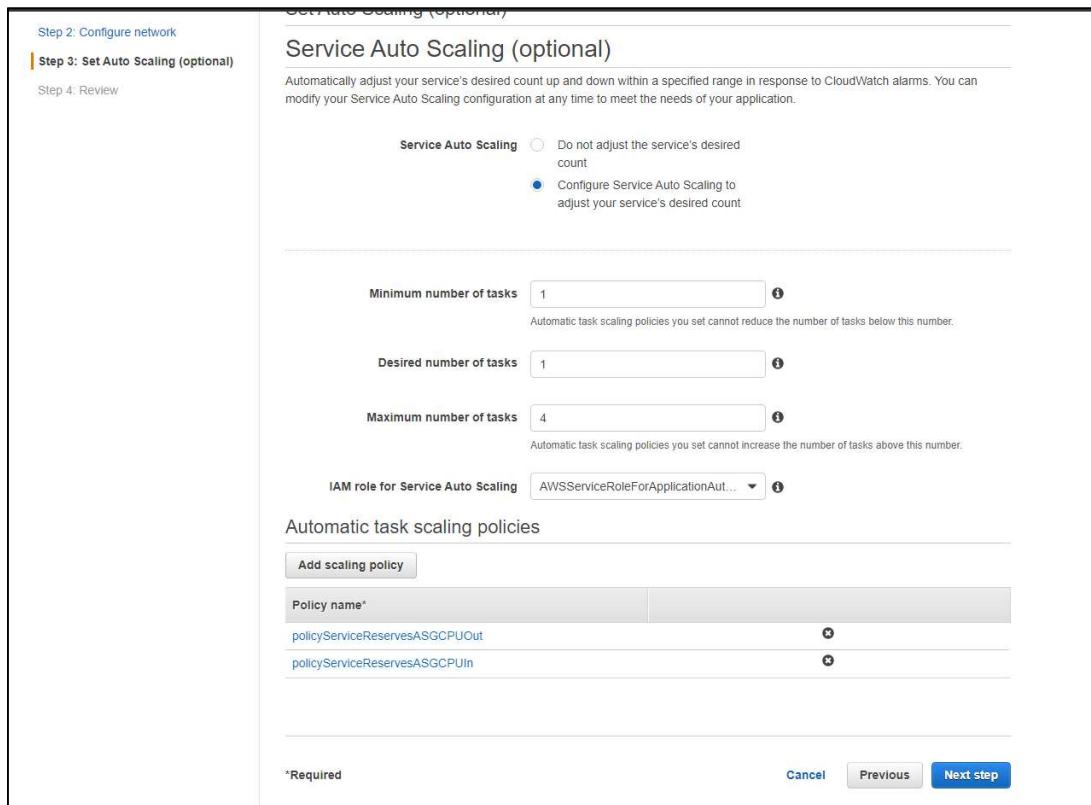 Set Auto Scaling (optional)
Step 2: Configure network
Step 3: Set Auto Scaling (optional)
Step 4: Review
Service Auto Scaling (optional)
Automatically adjust your service's desired count up and down within a specified range in response to CloudWatch alarms. You can
modify your Service Auto Scaling configuration at any time to meet the needs of your application.
Service Auto Scaling
Do not adjust the service's desired
count
Configure Service Auto Scaling to
adjust your service's desired count
Minimum number of tasks 1
Automatic task scaling policies you set cannot reduce the number of tasks below this number.
Desired number of tasks 1
Maximum number of tasks 4
Automatic task scaling policies you set cannot increase the number of tasks above this number.
IAM role for Service Auto Scaling AWSServiceRoleForApplicationAut...
Automatic task scaling policies
Add scaling policy
Policy name*
policyServiceReservesASGCPUOut
policyServiceReservesASGCPUIn
*Required Cancel Previous Next step